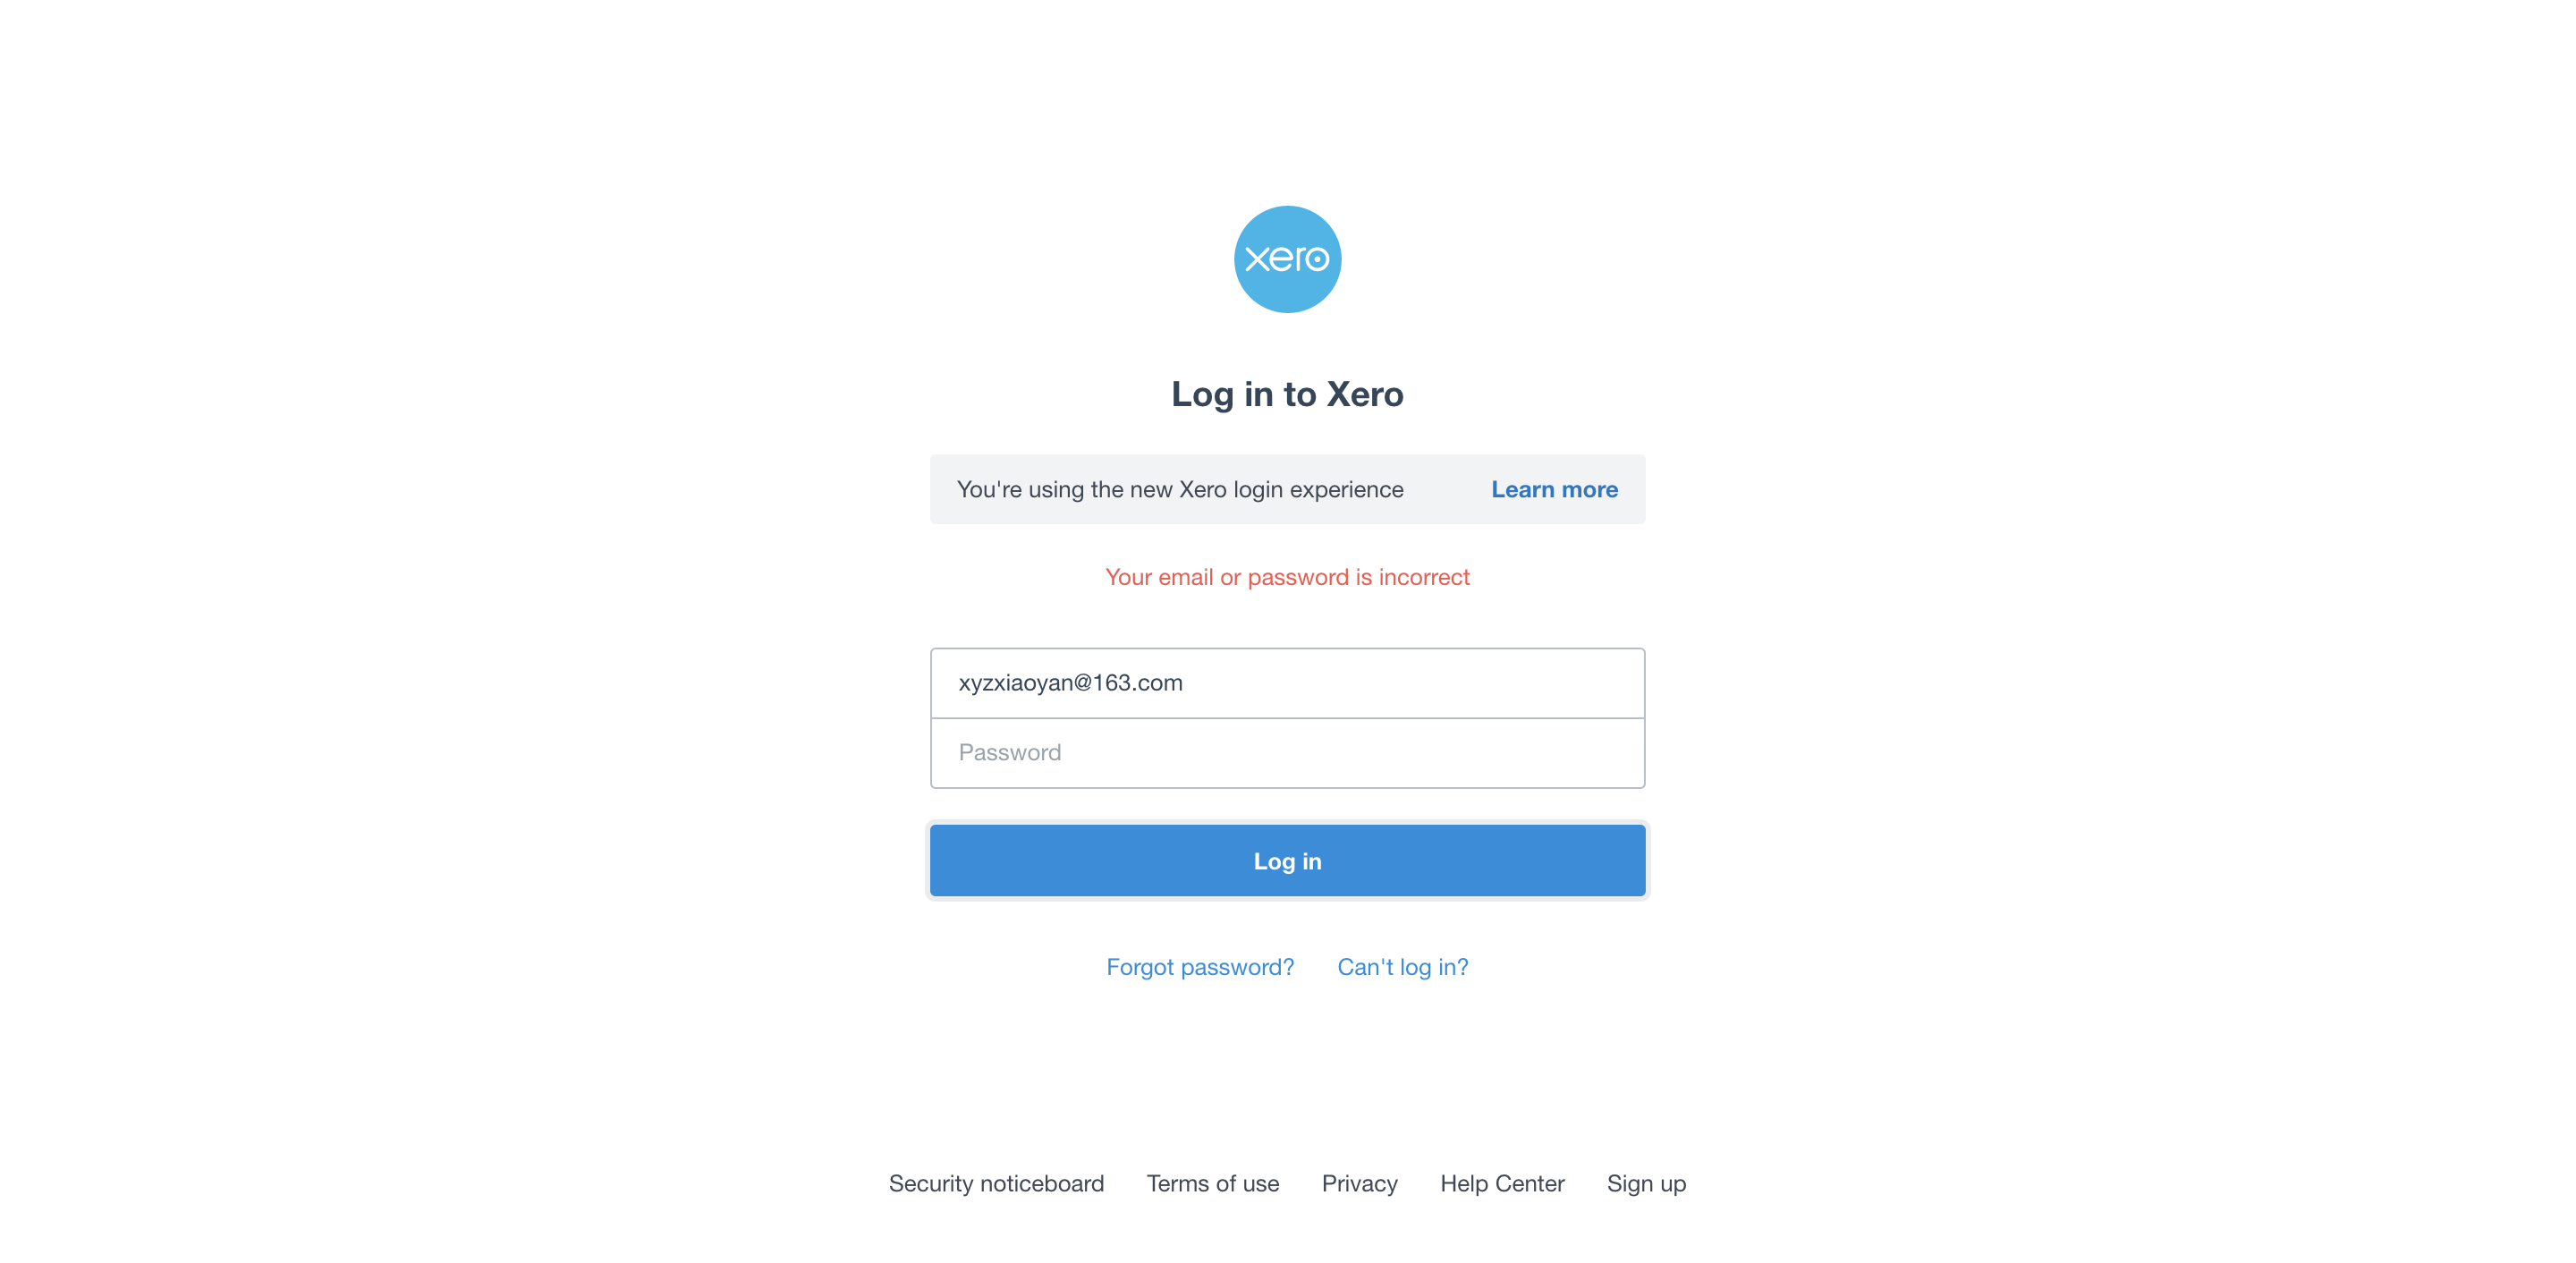 xero
Log in to Xero
You're using the new Xero login experience Learn more
Your email or password is incorrect
xyzxiaoyan@163.com
Password
Log in
Forgot password? Can't log in?
Security noticeboard Terms of use Privacy Help Center Sign up